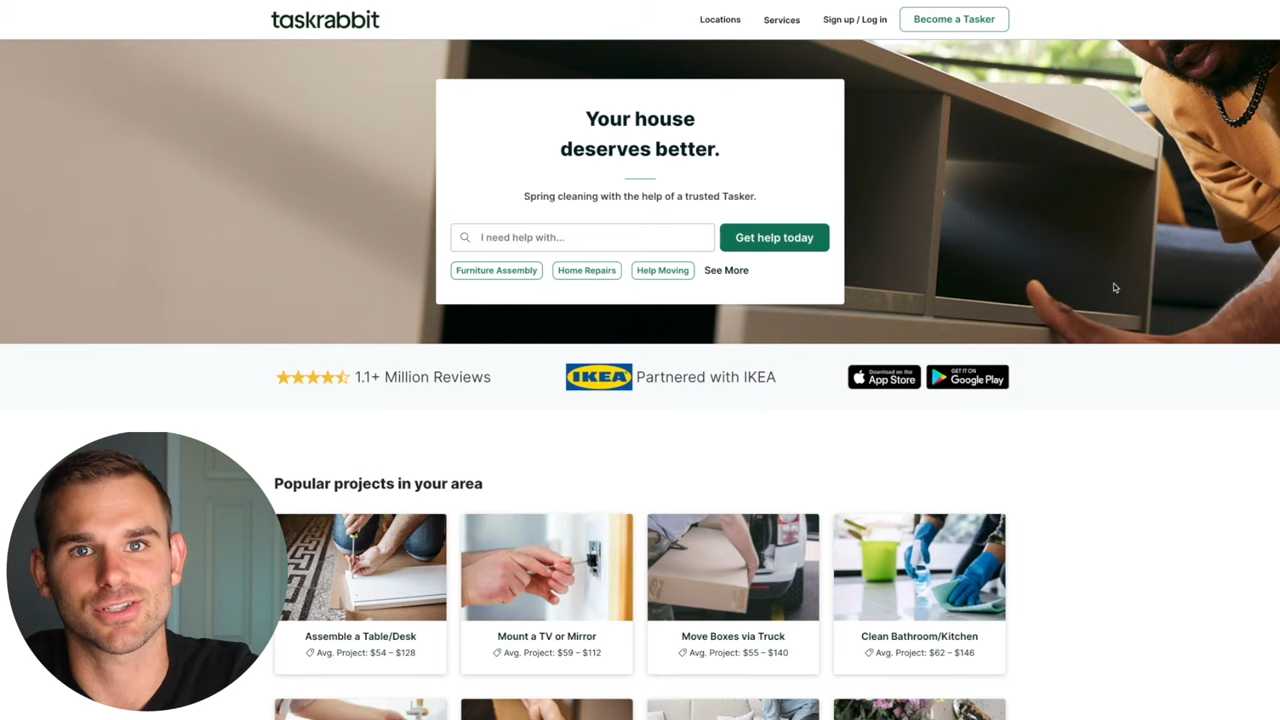 taskrabbit
Locations
Services
Sign up / Log in
Become a Tasker
Your house
deserves better.
Spring cleaning with the help of a trusted Tasker.
I need help with...
Get help today
Furniture Assembly
Home Repairs
Help Moving
See More
1.1+ Million Reviews
IKEA
Partnered with IKEA
Download on the
App Store
GET IT ON
Google Play
Popular projects in your area
Assemble a Table/Desk
Avg. Project: $54 – $128
Mount a TV or Mirror
Avg. Project: $59 – $112
Move Boxes via Truck
Avg. Project: $55 – $140
Clean Bathroom/Kitchen
Avg. Project: $62 – $146